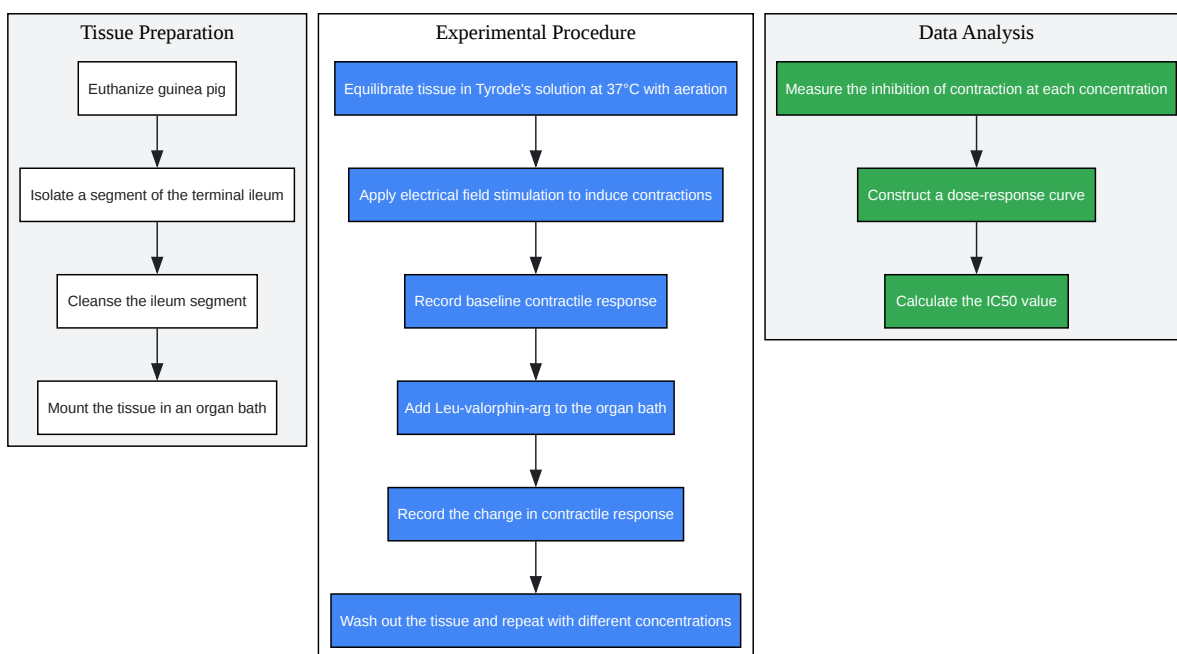 Tissue Preparation
Euthanize guinea pig
Isolate a segment of the terminal ileum
Cleanse the ileum segment
Mount the tissue in an organ bath
Experimental Procedure
Equilibrate tissue in Tyrode's solution at 37°C with aeration
Apply electrical field stimulation to induce contractions
Record baseline contractile response
Add Leu-valorphin-arg to the organ bath
Record the change in contractile response
Wash out the tissue and repeat with different concentrations
Data Analysis
Measure the inhibition of contraction at each concentration
Construct a dose-response curve
Calculate the IC50 value